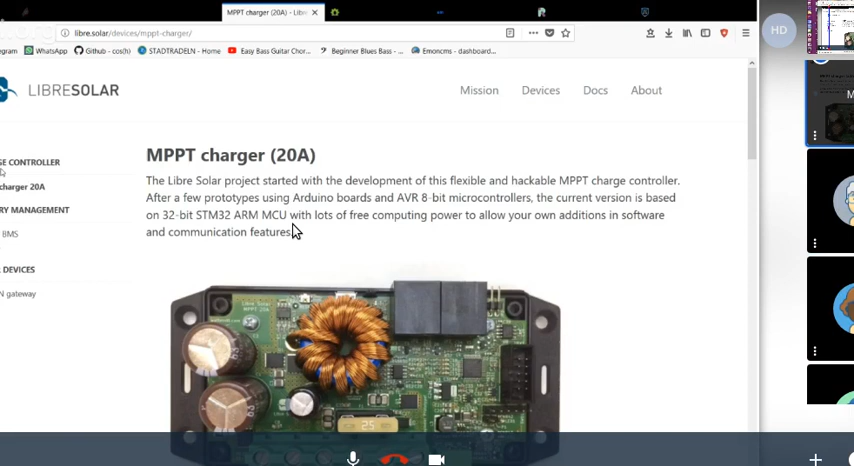 MPPT charger (20A) - Libre
libre.solar/devices/mppt-charger/
WhatsApp Github - cos(h) STADTRADELN - Home Easy Bass Guitar Chor... Beginner Blues Bass - ... Emoncms - dashboard...
LIBRESOLAR
Mission Devices Docs About
HD
GE CONTROLLER
charger 20A
RY MANAGEMENT
BMS
DEVICES
N gateway
MPPT charger (20A)
The Libre Solar project started with the development of this flexible and hackable MPPT charge controller.
After a few prototypes using Arduino boards and AVR 8-bit microcontrollers, the current version is based
on 32-bit STM32 ARM MCU with lots of free computing power to allow your own additions in software
and communication features.
Libre Solar
MPPT 20A
25
M